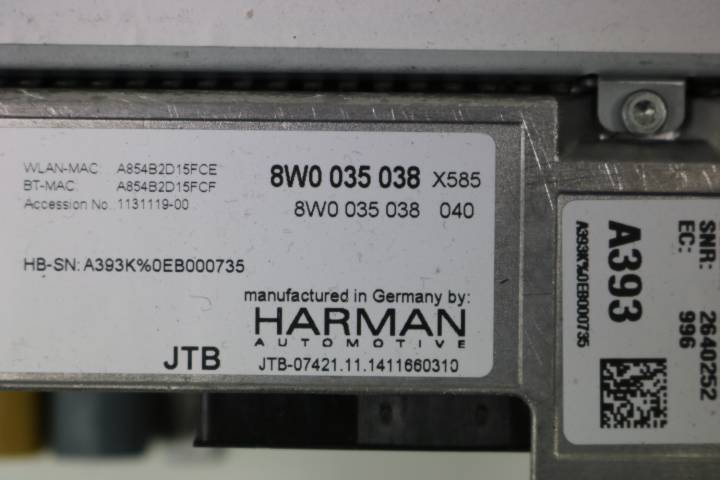 WLAN-MAC: A854B2D15FCE
BT-MAC: A854B2D15FCF
Accession No. 1131119-00
8W0 035 038 X585
8W0 035 038 040
HB-SN: A393K%0EB000735
manufactured in Germany by:
HARMAN
AUTOMOTIVE
JTB
JTB-07421.11.1411660310
SNR: 2640252
EC: 996
A393
A393K%0EB000735